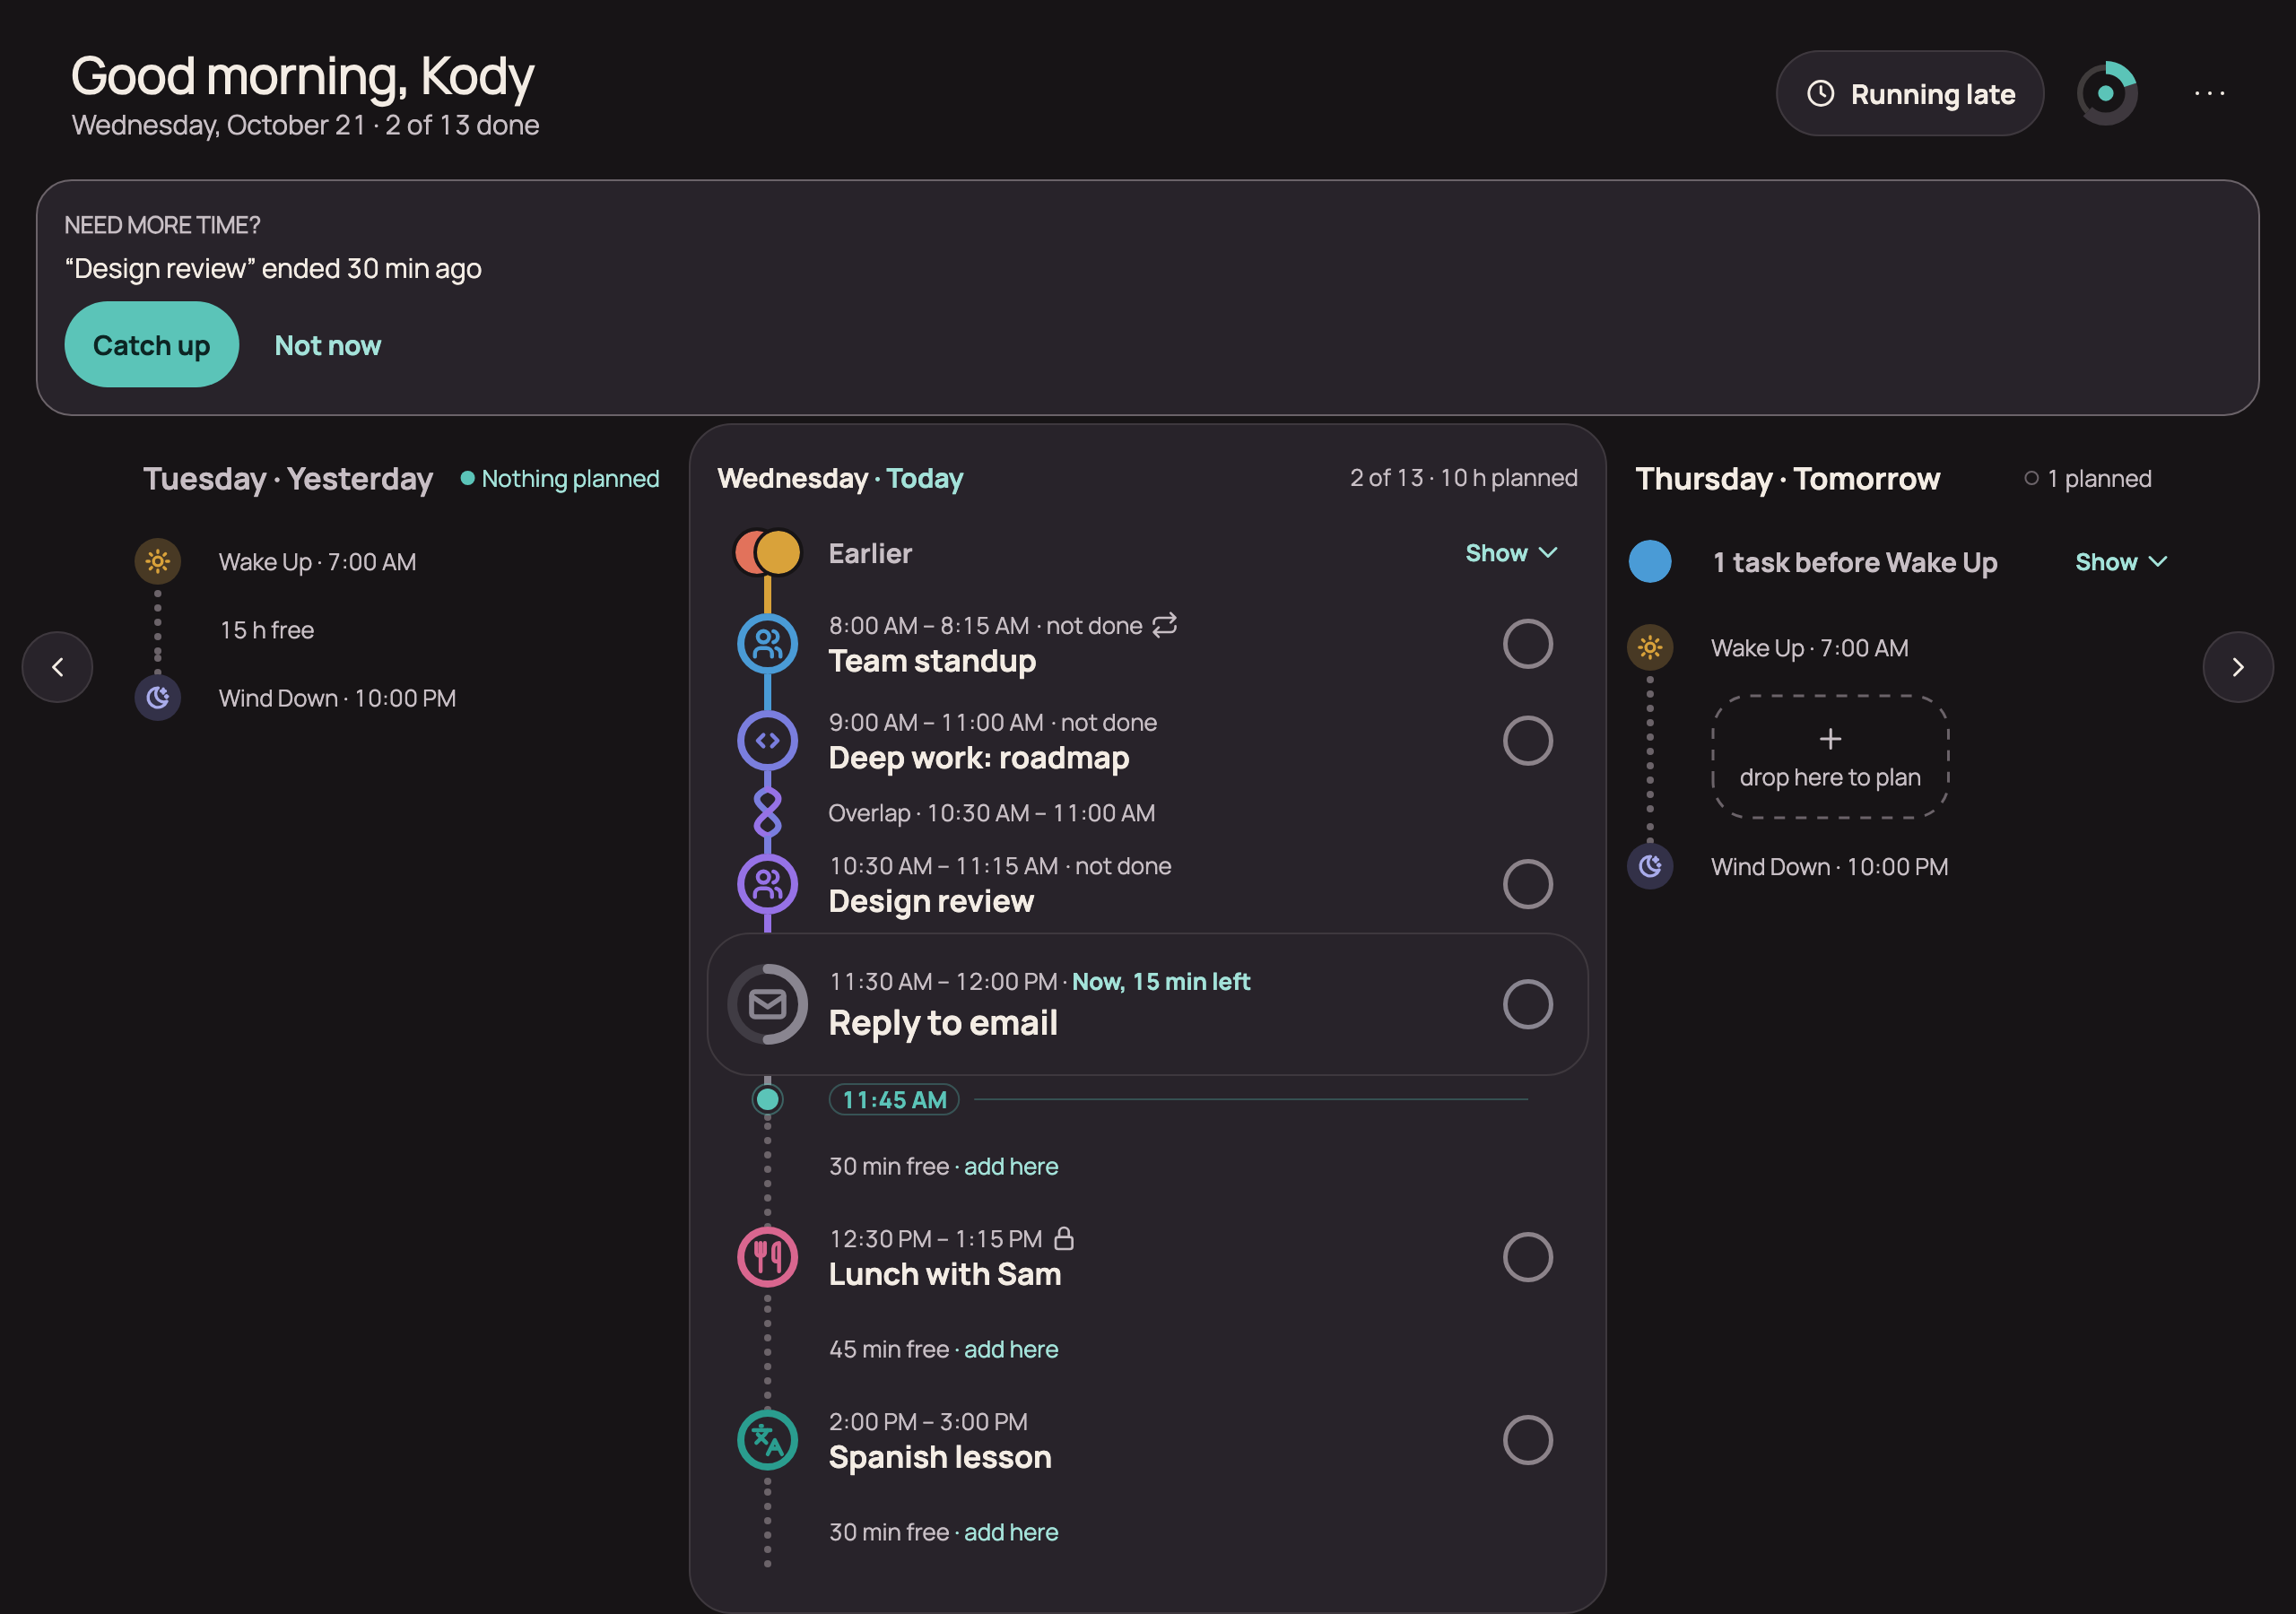 Good morning, Kody
Wednesday, October 21 · 2 of 13 done
Running late
NEED MORE TIME?
“Design review” ended 30 min ago
Catch up
Not now
Tuesday · Yesterday
Nothing planned
Wake Up · 7:00 AM
15 h free
Wind Down · 10:00 PM
Wednesday · Today
2 of 13 · 10 h planned
Earlier
Show
8:00 AM – 8:15 AM · not done
Team standup
9:00 AM – 11:00 AM · not done
Deep work: roadmap
Overlap · 10:30 AM – 11:00 AM
10:30 AM – 11:15 AM · not done
Design review
11:30 AM – 12:00 PM · Now, 15 min left
Reply to email
11:45 AM
30 min free · add here
12:30 PM – 1:15 PM
Lunch with Sam
45 min free · add here
2:00 PM – 3:00 PM
Spanish lesson
30 min free · add here
Thursday · Tomorrow
1 planned
1 task before Wake Up
Show
Wake Up · 7:00 AM
drop here to plan
Wind Down · 10:00 PM